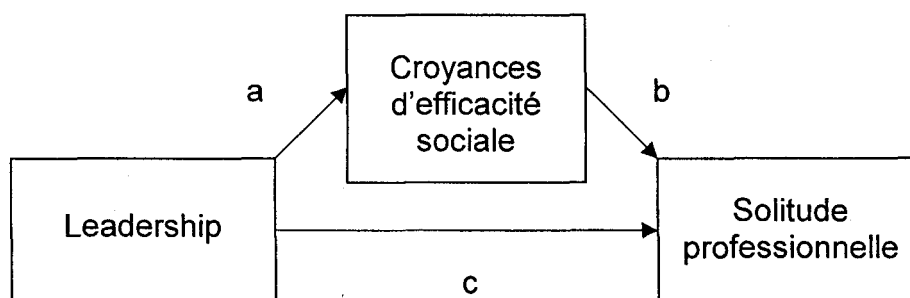 Croyances
d'efficacité
sociale
a
b
Leadership
Solitude
professionnelle
c